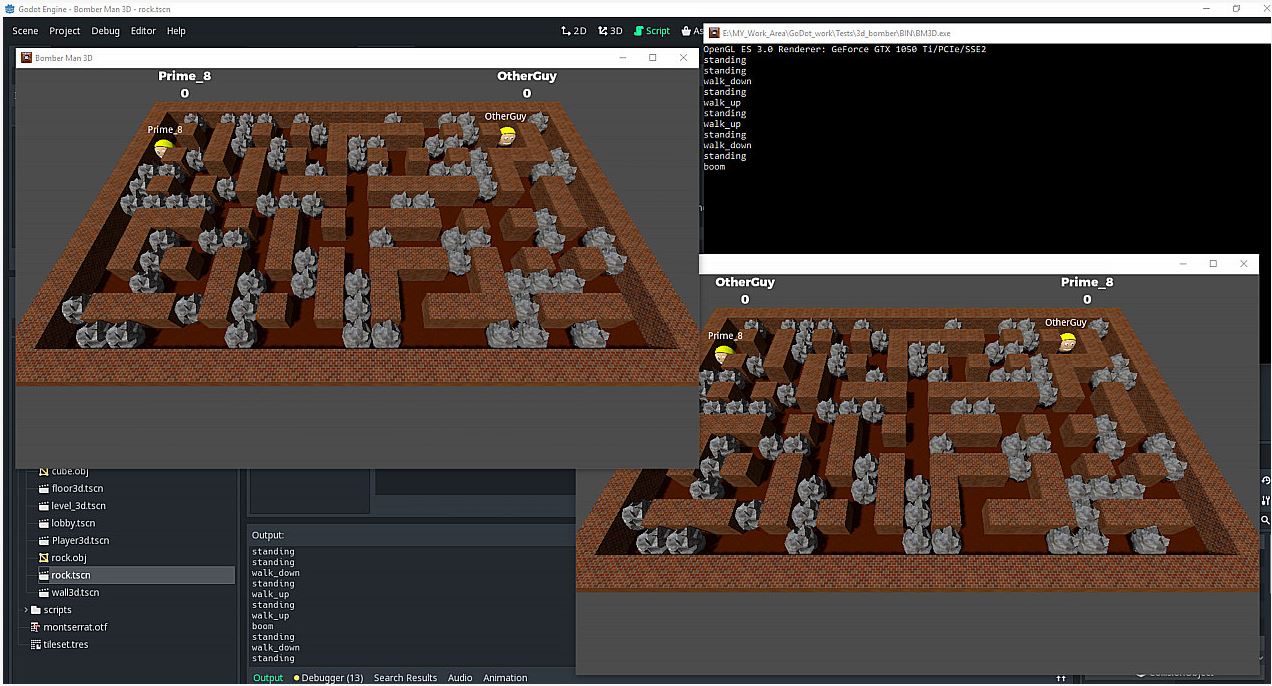 Godot Engine - Bomber Man 3D - rock.tscn
Scene Project Debug Editor Help
2D 3D Script As
Bomber Man 3D
Prime_8 OtherGuy
0 0
OtherGuy
Prime_8
E:\MY_Work_Area\GoDot_work\Tests\3d_bomber\BIN\BM3D.exe
OpenGL ES 3.0 Renderer: GeForce GTX 1050 Ti/PCIe/SSE2
standing
standing
walk_down
standing
walk_up
standing
walk_up
standing
walk_down
standing
boom
OtherGuy Prime_8
0 0
OtherGuy
Prime_8
cube.obj
floor3d.tscn
level_3d.tscn
lobby.tscn
Player3d.tscn
rock.obj
rock.tscn
wall3d.tscn
scripts
montserrat.otf
tileset.tres
Output:
standing
standing
walk_down
standing
walk_up
standing
walk_up
boom
standing
walk_down
standing
Output Debugger (13) Search Results Audio Animation